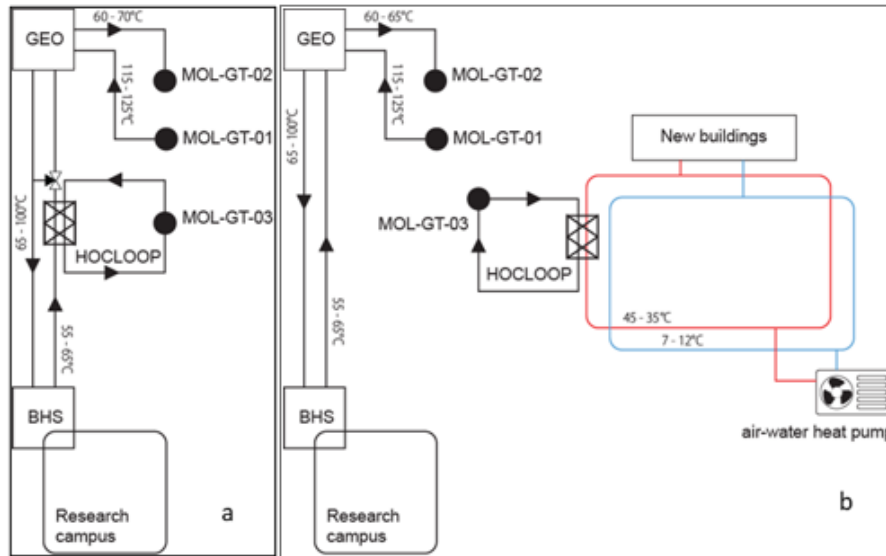 60 - 70°C
GEO
MOL-GT-02
115 - 125°C
MOL-GT-01
65 - 100°C
MOL-GT-03
HOCLOOP
55 - 65°C
BHS
Research
campus
a
60 - 65°C
GEO
MOL-GT-02
115 - 125°C
MOL-GT-01
65 - 100°C
New buildings
MOL-GT-03
HOCLOOP
45 - 35°C
7 - 12°C
55 - 65°C
BHS
air-water heat pump
Research
campus
b